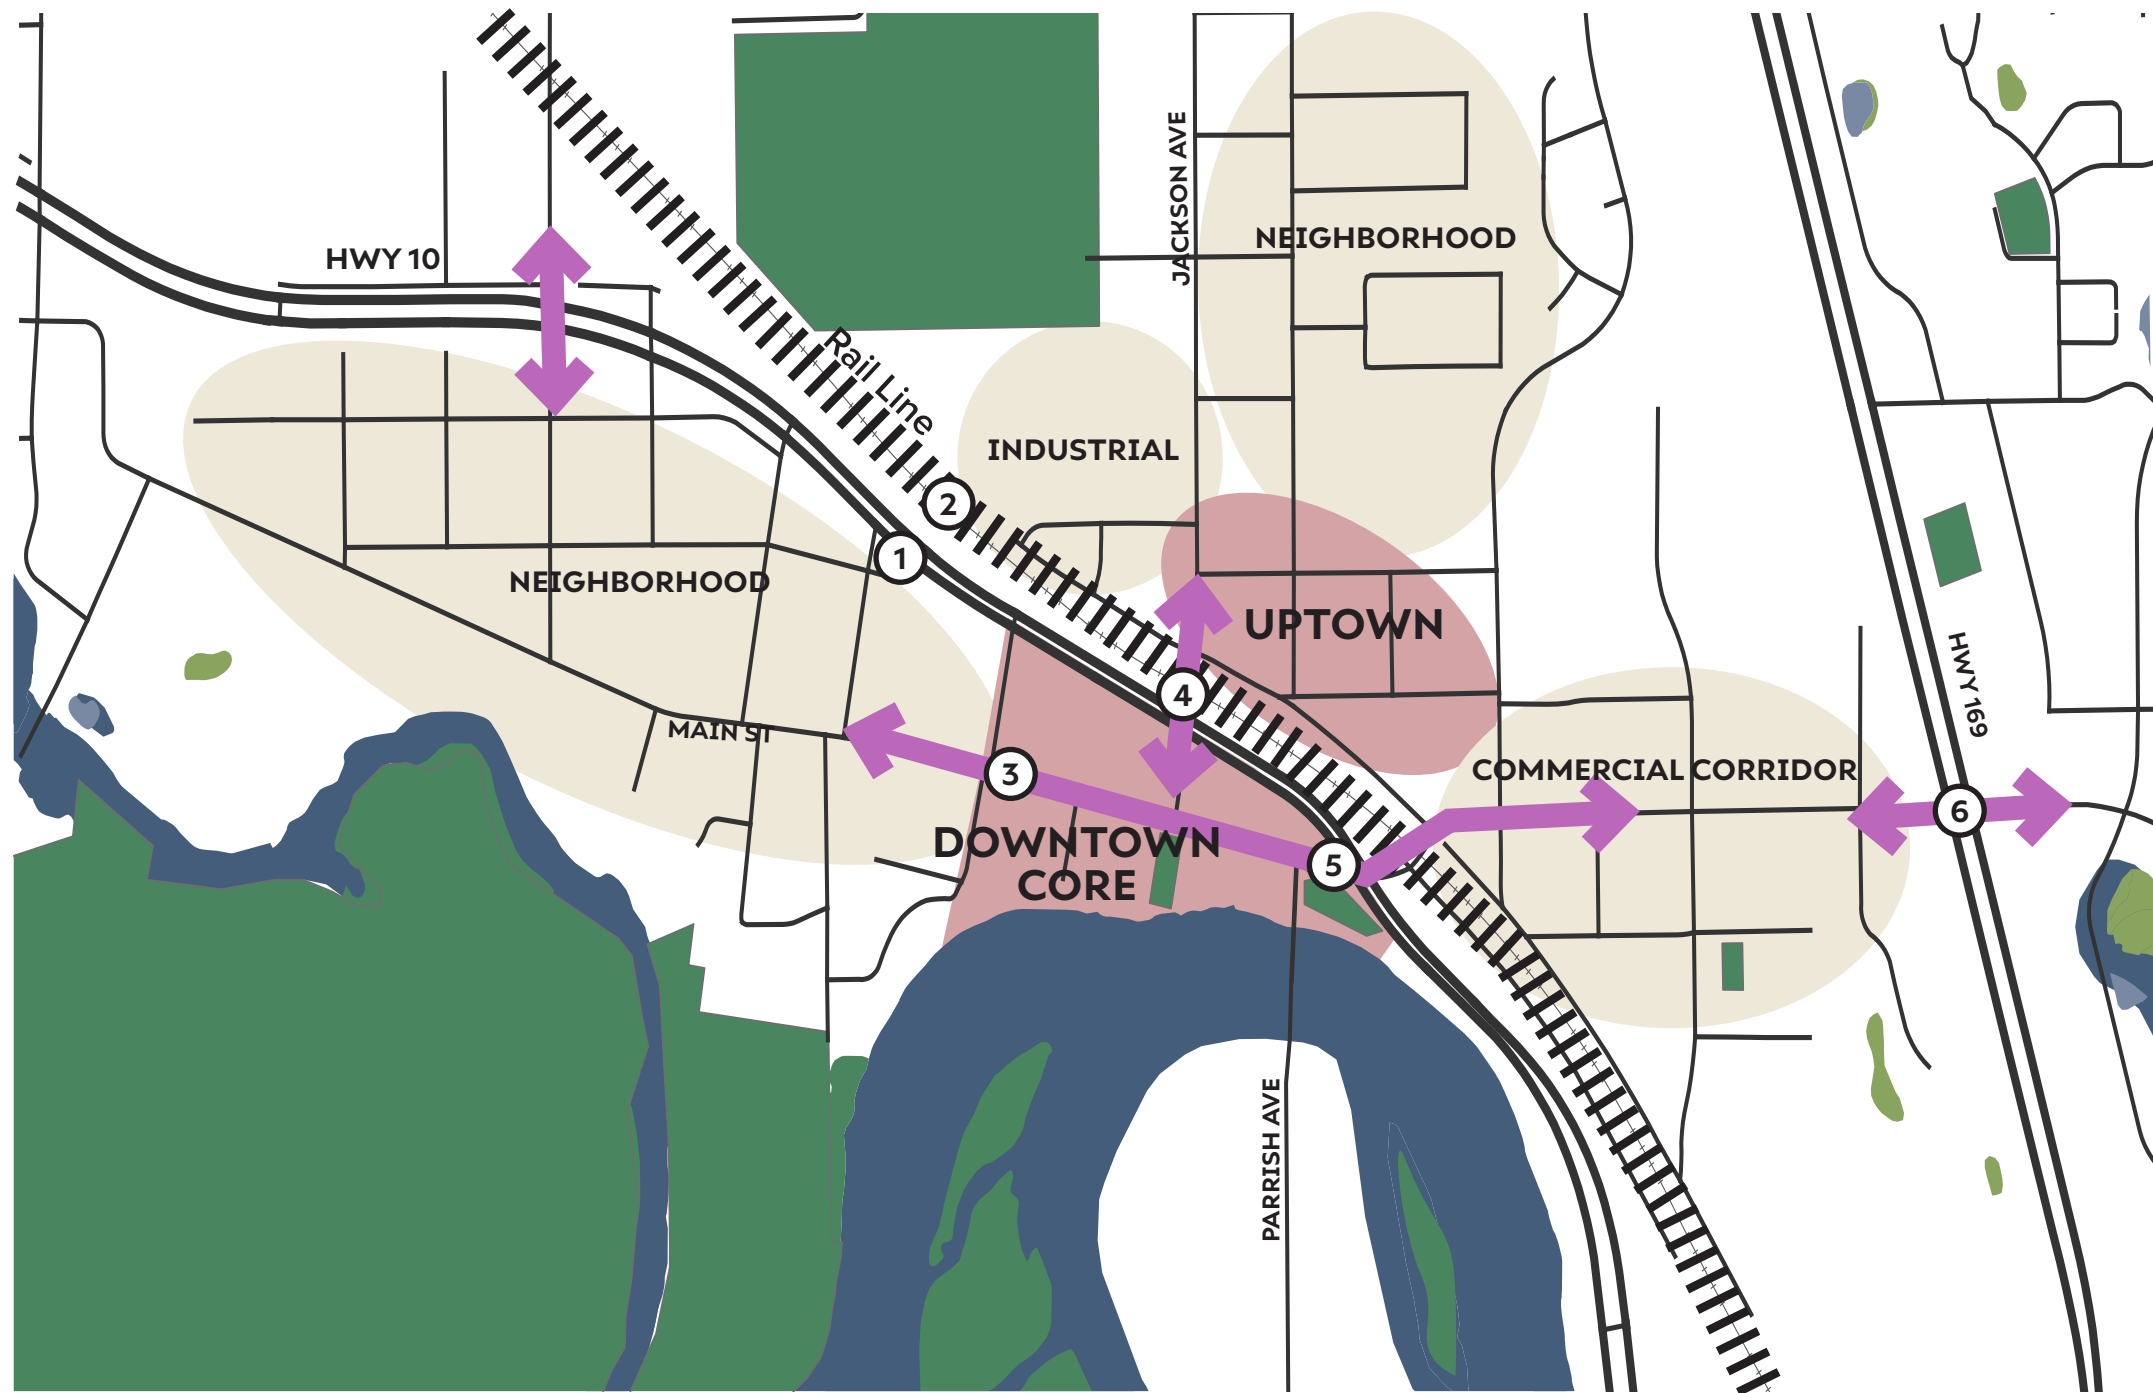 JACKSON AVE
NEIGHBORHOOD
HWY 10
Rail Line
INDUSTRIAL
2
1
NEIGHBORHOOD
UPTOWN
HWY 169
4
MAIN ST
3
COMMERCIAL CORRIDOR
6
DOWNTOWN
CORE
5
PARRISH AVE